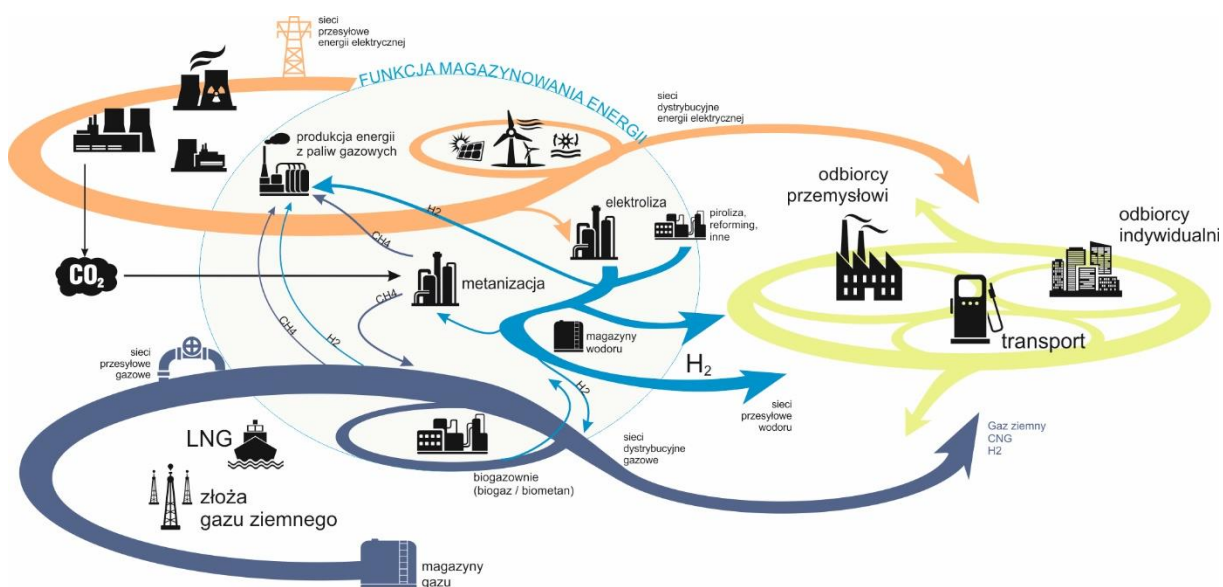 sieci
przesyłowe
energii elektrycznej
FUNKCJA MAGAZYNOWANIA ENERGII
sieci
dystrybucyjne
energii elektrycznej
produkcja energii
z paliw gazowych
odbiorcy
przemysłowi
odbiorcy
indywidualni
elektroliza
piroliza,
reforming,
inne
H2
CH4
CO2
metanizacja
CH4
CH4
H2
magazyny
wodoru
transport
H2
H2
sieci
przesyłowe
gazowe
sieci
przesyłowe
wodoru
LNG
sieci
dystrybucyjne
gazowe
Gaz ziemny
CNG
H2
biogazownie
(biogaz / biometan)
złoża
gazu ziemnego
magazyny
gazu